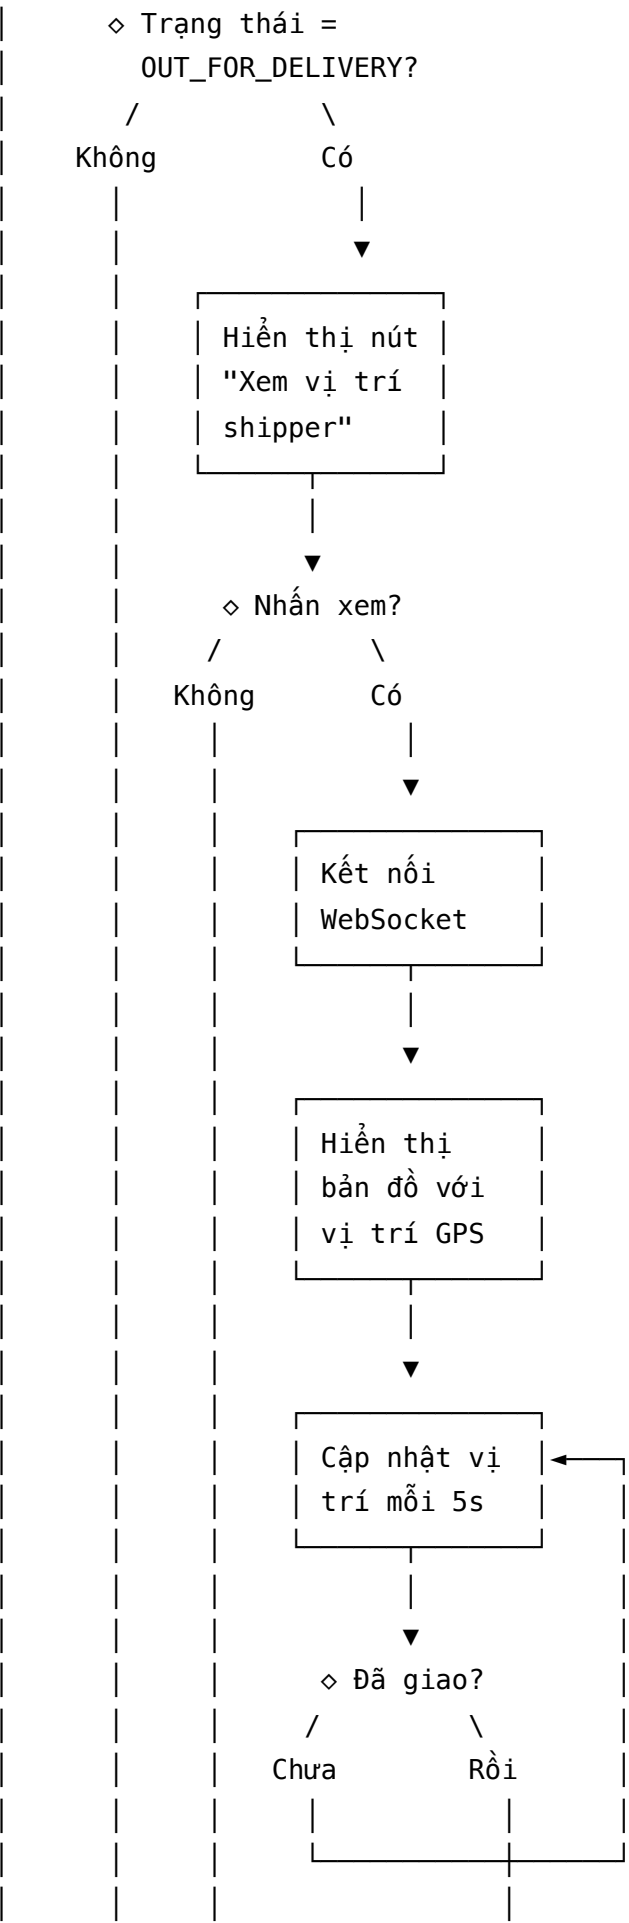 ◇ Trạng thái =
OUT_FOR_DELIVERY?
/ \
Không Có
Hiển thị nút
"Xem vị trí
shipper"
◇ Nhấn xem?
/ \
Không Có
Kết nối
WebSocket
Hiển thị
bản đồ với
vị trí GPS
Cập nhật vị
trí mỗi 5s
◇ Đã giao?
/ \
Chưa Rồi